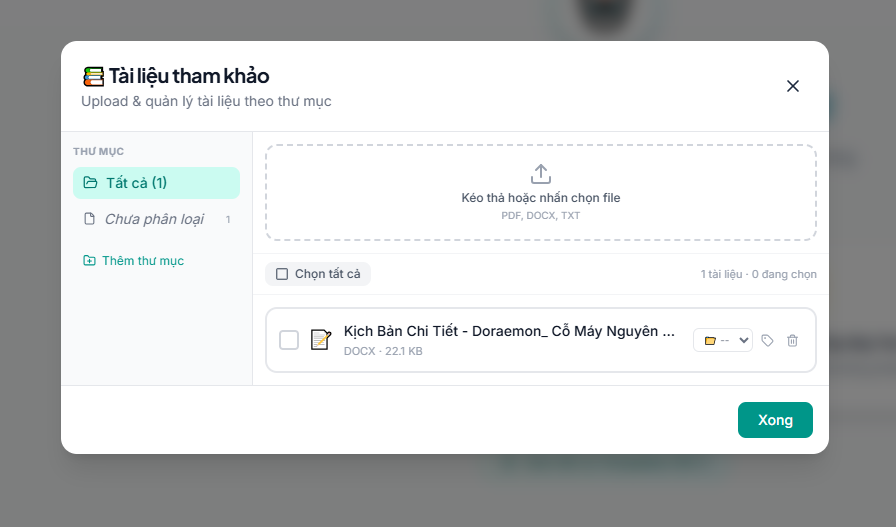 Tài liệu tham khảo
Upload & quản lý tài liệu theo thư mục
THƯ MỤC
Tất cả (1)
Chưa phân loại 1
Thêm thư mục
Kéo thả hoặc nhấn chọn file
PDF, DOCX, TXT
Chọn tất cả
1 tài liệu · 0 đang chọn
Kịch Bản Chi Tiết - Doraemon_ Cỗ Máy Nguyên ...
DOCX · 22.1 KB
--
Xong